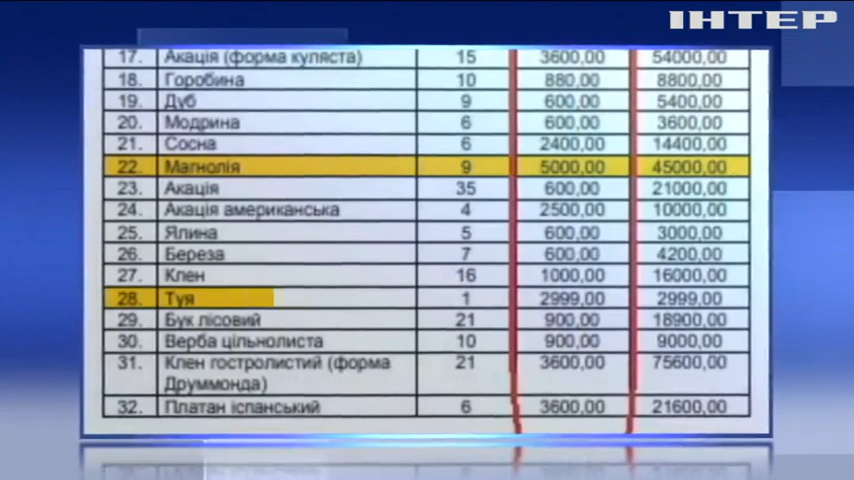 ІНТЕР
17. Акація (форма куляста) 15 3600,00 54000,00
18. Горобина 10 880,00 8800,00
19. Дуб 9 600,00 5400,00
20. Модрина 6 600,00 3600,00
21. Сосна 6 2400,00 14400,00
22. Магнолія 9 5000,00 45000,00
23. Акація 35 600,00 21000,00
24. Акація американська 4 2500,00 10000,00
25. Ялина 5 600,00 3000,00
26. Береза 7 600,00 4200,00
27. Клен 16 1000,00 16000,00
28. Туя 1 2999,00 2999,00
29. Бук лісовий 21 900,00 18900,00
30. Верба цільнолиста 10 900,00 9000,00
31. Клен гостролистий (форма 21 3600,00 75600,00
Друммонда)
32. Платан іспанський 6 3600,00 21600,00